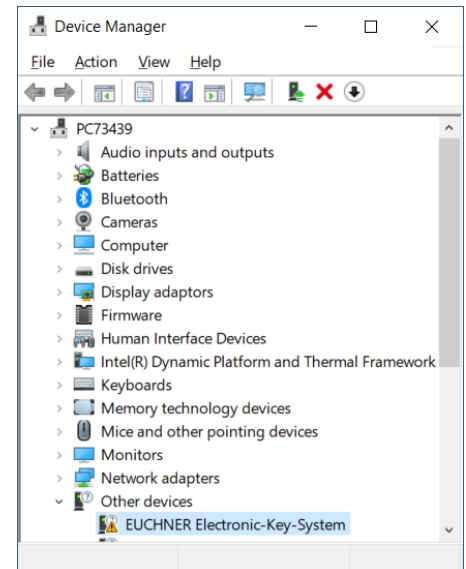 Device Manager
File Action View Help
PC73439
Audio inputs and outputs
Batteries
Bluetooth
Cameras
Computer
Disk drives
Display adaptors
Firmware
Human Interface Devices
Intel(R) Dynamic Platform and Thermal Framework
Keyboards
Memory technology devices
Mice and other pointing devices
Monitors
Network adapters
Other devices
EUCHNER Electronic-Key-System